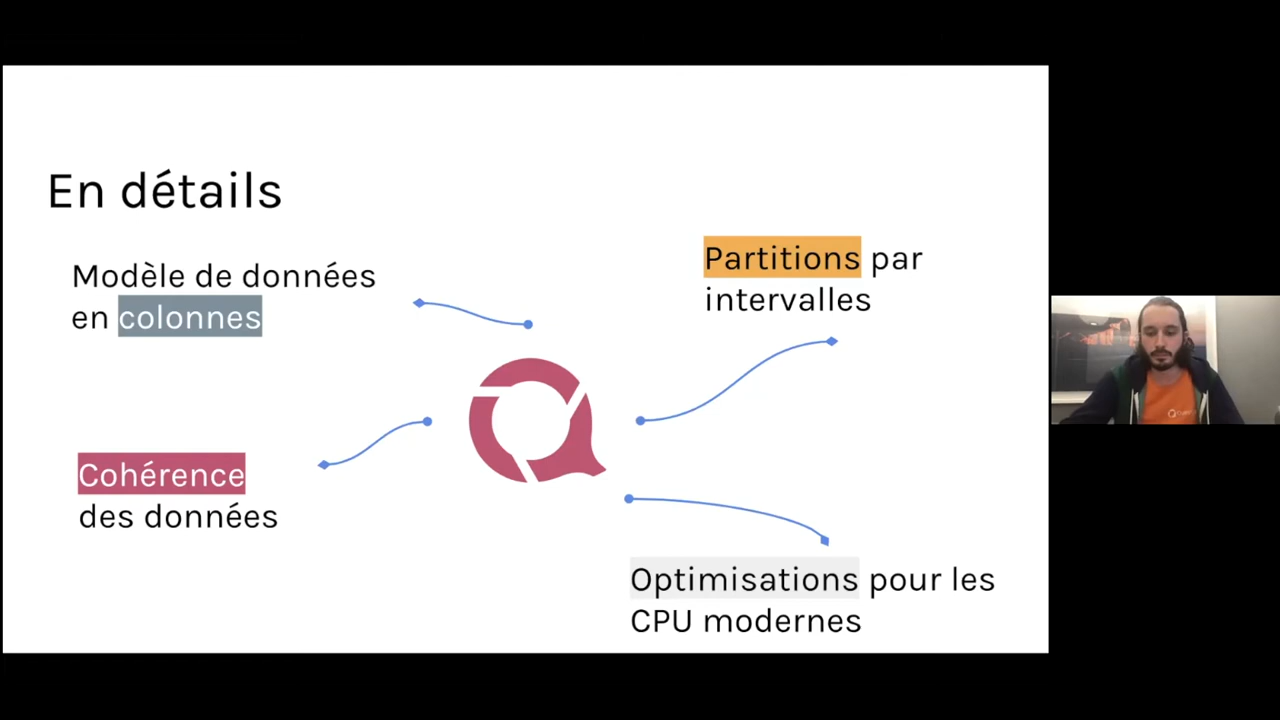 En détails
Modèle de données
en colonnes
Partitions par
intervalles
Cohérence
des données
Optimisations pour les
CPU modernes